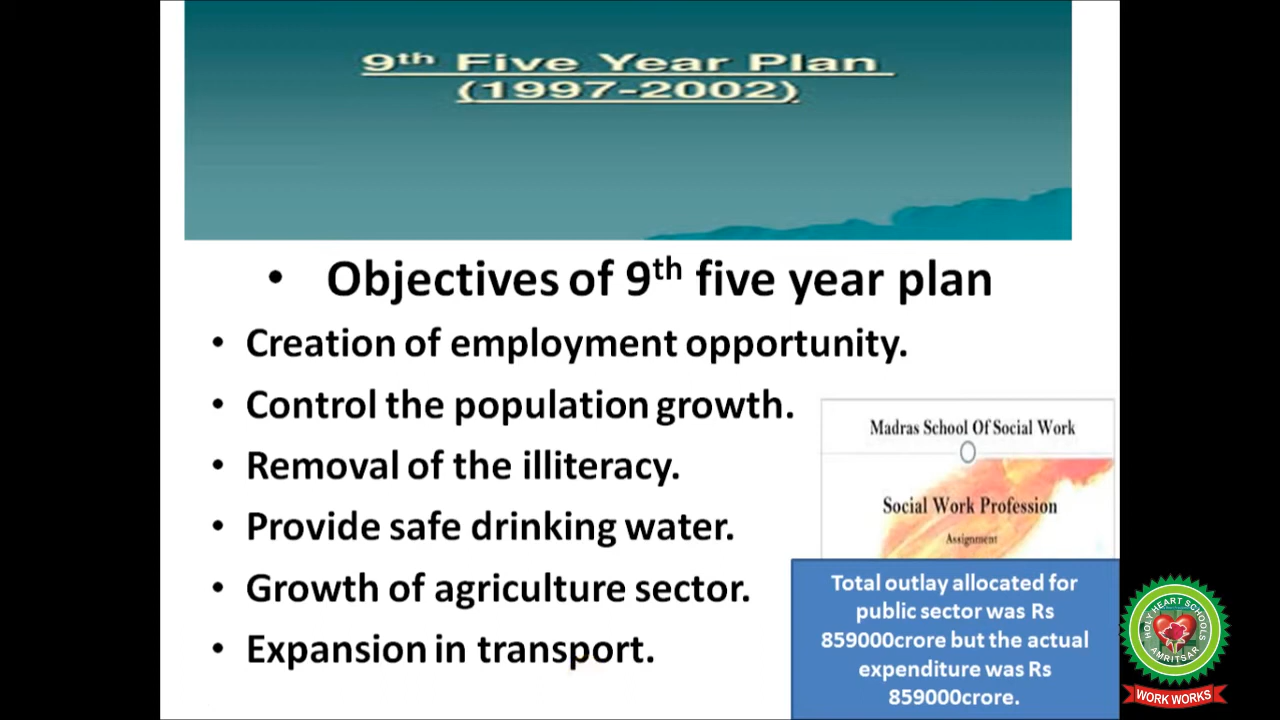 9th Five Year Plan
(1997-2002)
• Objectives of 9th five year plan
• Creation of employment opportunity.
• Control the population growth.
• Removal of the illiteracy.
• Provide safe drinking water.
• Growth of agriculture sector.
• Expansion in transport.
Madras School Of Social Work
Social Work Profession
Assignment
Total outlay allocated for
public sector was Rs
859000crore but the actual
expenditure was Rs
859000crore.
HOLY HEART SCHOOLS
AMRITSAR
WORK WORKS